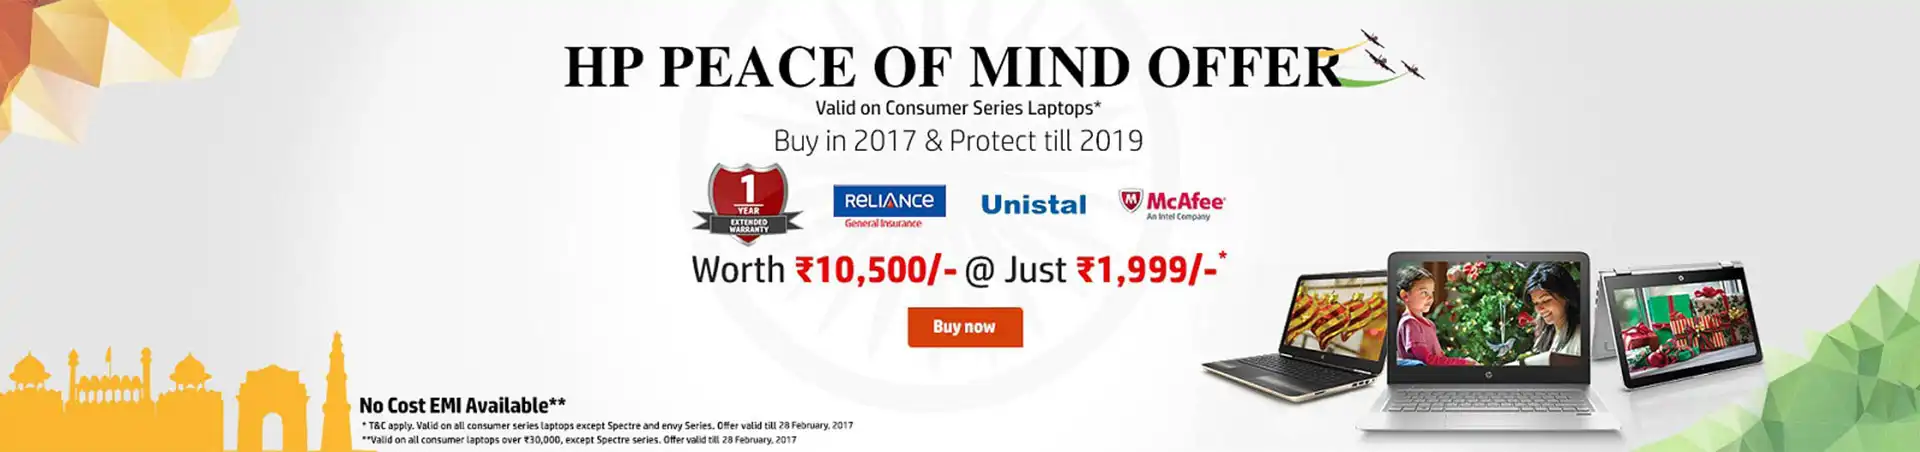 HP PEACE OF MIND OFFER
Valid on Consumer Series Laptops*
Buy in 2017 & Protect till 2019
1
YEAR
EXTENDED
WARRANTY
RELIANCE
General Insurance
Unistal
McAfee
An Intel Company
Worth ₹10,500/- @ Just ₹1,999/-*
Buy now
No Cost EMI Available**
* T&C apply. Valid on all consumer series laptops except Spectre and envy Series. Offer valid till 28 February, 2017
**Valid on all consumer laptops over ₹30,000, except Spectre series. Offer valid till 28 February, 2017